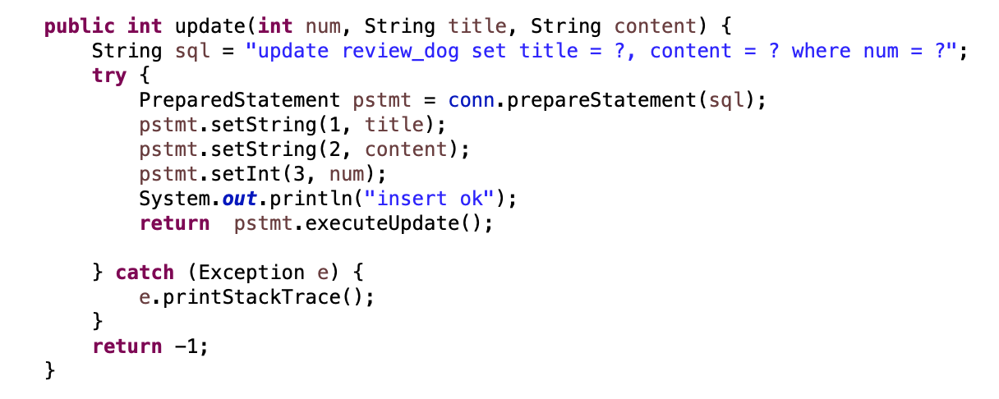 public int update(int num, String title, String content) {
    String sql = "update review_dog set title = ?, content = ? where num = ?";
    try {
        PreparedStatement pstmt = conn.prepareStatement(sql);
        pstmt.setString(1, title);
        pstmt.setString(2, content);
        pstmt.setInt(3, num);
        System.out.println("insert ok");
        return  pstmt.executeUpdate();

    } catch (Exception e) {
        e.printStackTrace();
    }
    return -1;
}